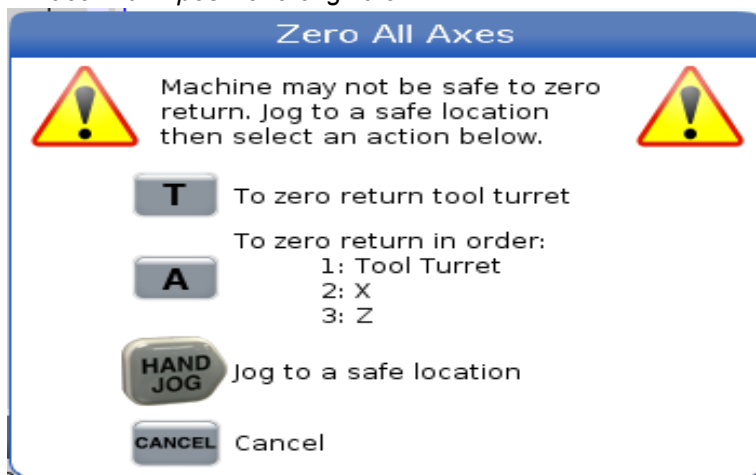 Zero All Axes
Machine may not be safe to zero
return. Jog to a safe location
then select an action below.
T To zero return tool turret
To zero return in order:
A
1: Tool Turret
2: X
3: Z
HAND JOG Jog to a safe location
CANCEL Cancel